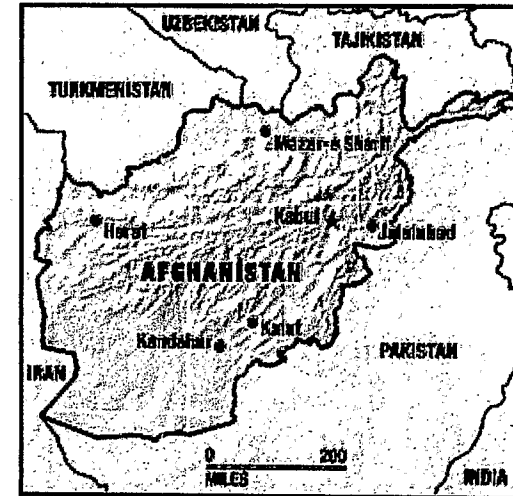 UZBEKISTAN
TAJIKISTAN
TURKMENISTAN
Mazar-e Sharif
Kabul
Herat
Jalalabad
AFGHANISTAN
Kalat
Kandahar
PAKISTAN
IRAN
0 200
MILES
INDIA